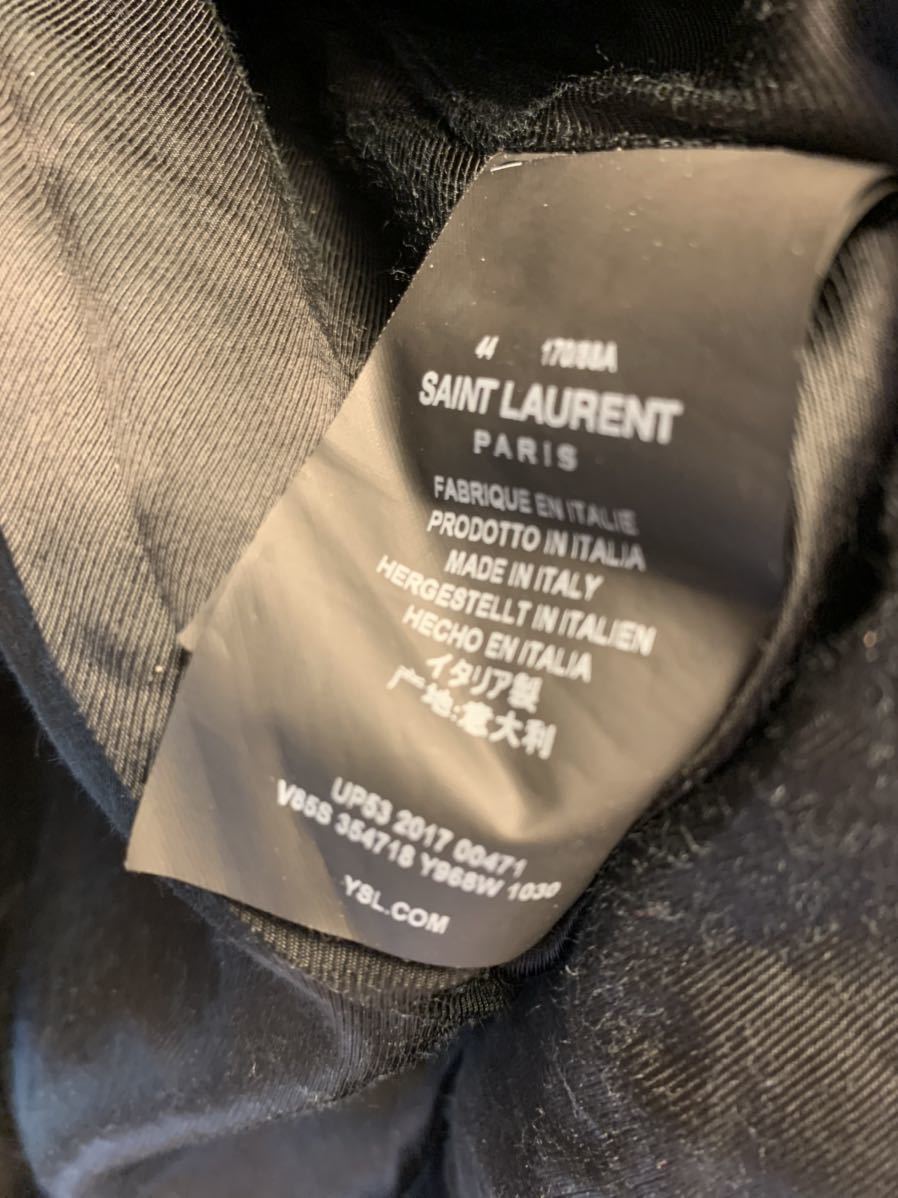 44 170/88A
SAINT LAURENT
PARIS
FABRIQUE EN ITALIE
PRODOTTO IN ITALIA
MADE IN ITALY
HERGESTELLT IN ITALIEN
HECHO EN ITALIA
イタリア製
产地:意大利
UP53 2017 00471
V85S 354718 Y968W 1030
YSL.COM